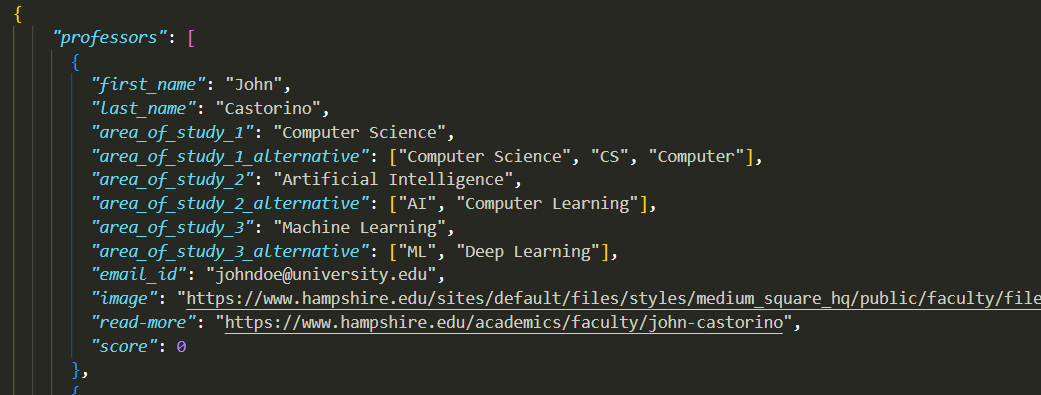 {
"professors": [
{
"first_name": "John",
"last_name": "Castorino",
"area_of_study_1": "Computer Science",
"area_of_study_1_alternative": ["Computer Science", "CS", "Computer"],
"area_of_study_2": "Artificial Intelligence",
"area_of_study_2_alternative": ["AI", "Computer Learning"],
"area_of_study_3": "Machine Learning",
"area_of_study_3_alternative": ["ML", "Deep Learning"],
"email_id": "johndoe@university.edu",
"image": "https://www.hampshire.edu/sites/default/files/styles/medium_square_hq/public/faculty/file
"read-more": "https://www.hampshire.edu/academics/faculty/john-castorino",
"score": 0
},
{